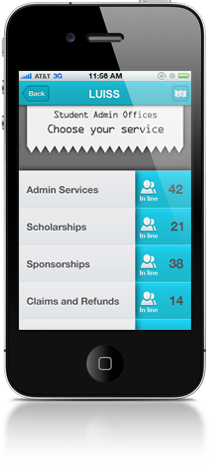 AT&T 3G 11:56 AM
Back LUISS
Student Admin Offices
Choose your service
Admin Services 42
In line
Scholarships 21
In line
Sponsorships 38
In line
Claims and Refunds 14
In line